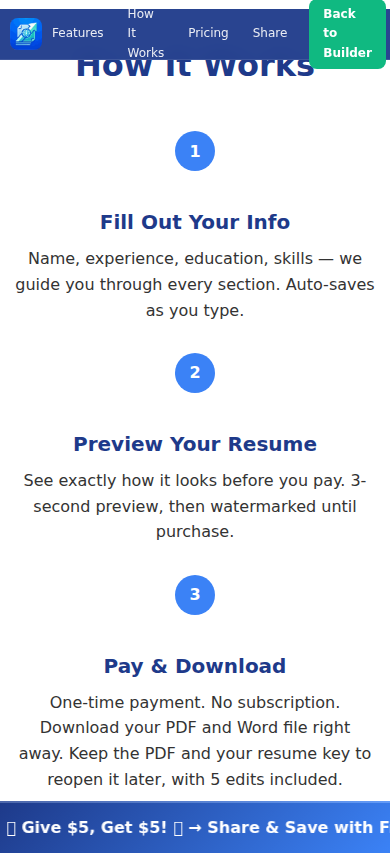 Features
How
It
Works
Pricing
Share
Back
to
Builder
How It Works
1
Fill Out Your Info
Name, experience, education, skills — we
guide you through every section. Auto-saves
as you type.
2
Preview Your Resume
See exactly how it looks before you pay. 3-
second preview, then watermarked until
purchase.
3
Pay & Download
One-time payment. No subscription.
Download your PDF and Word file right
away. Keep the PDF and your resume key to
reopen it later, with 5 edits included.
Give $5, Get $5! → Share & Save with F